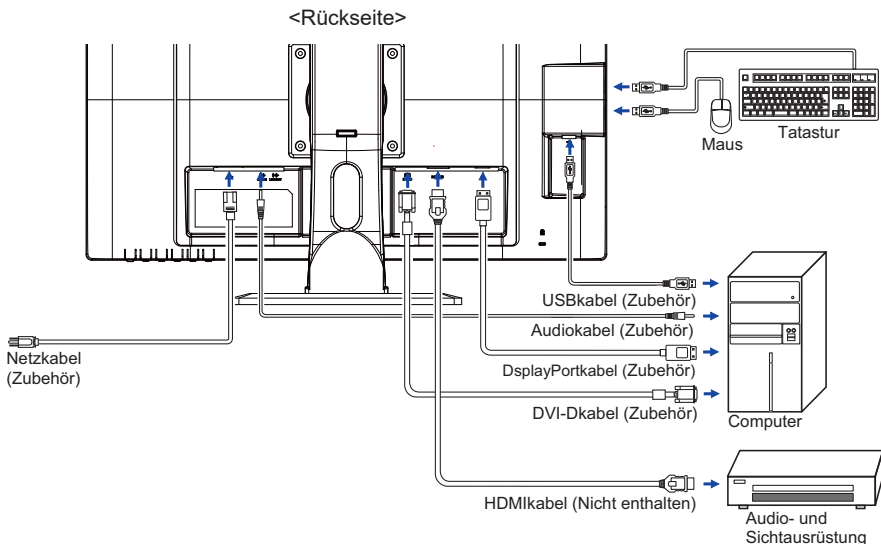 <Rückseite>
Tatastur
Maus
USBkabel (Zubehör)
Audiokabel (Zubehör)
Netzkabel
(Zubehör)
DsplayPortkabel (Zubehör)
DVI-Dkabel (Zubehör)
Computer
HDMIkabel (Nicht enthalten)
Audio- und
Sichtausrüstung